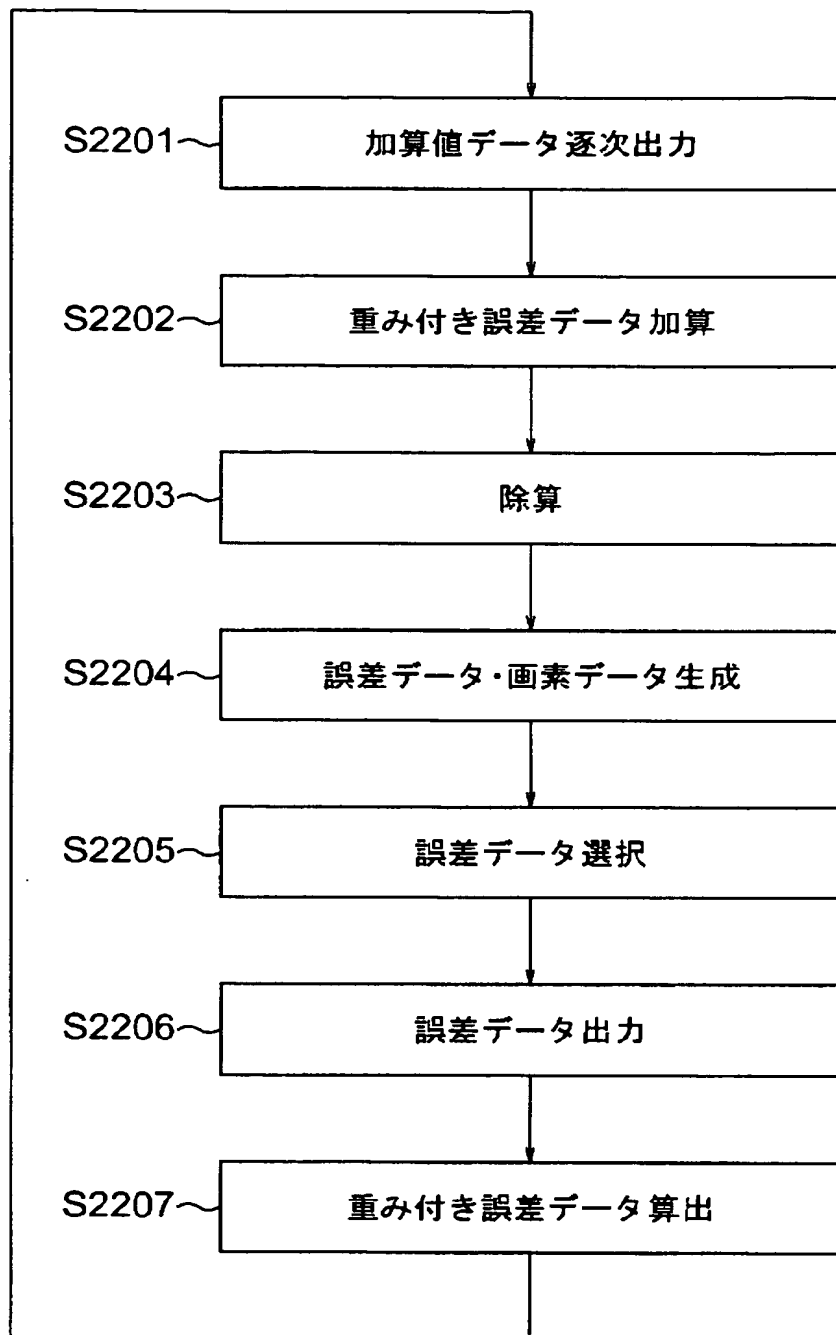 S2201 加算値データ逐次出力
S2202 重み付き誤差データ加算
S2203 除算
S2204 誤差データ・画素データ生成
S2205 誤差データ選択
S2206 誤差データ出力
S2207 重み付き誤差データ算出